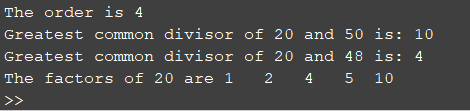 The order is 4
Greatest common divisor of 20 and 50 is: 10
Greatest common divisor of 20 and 48 is: 4
The factors of 20 are 1   2   4   5  10
>>